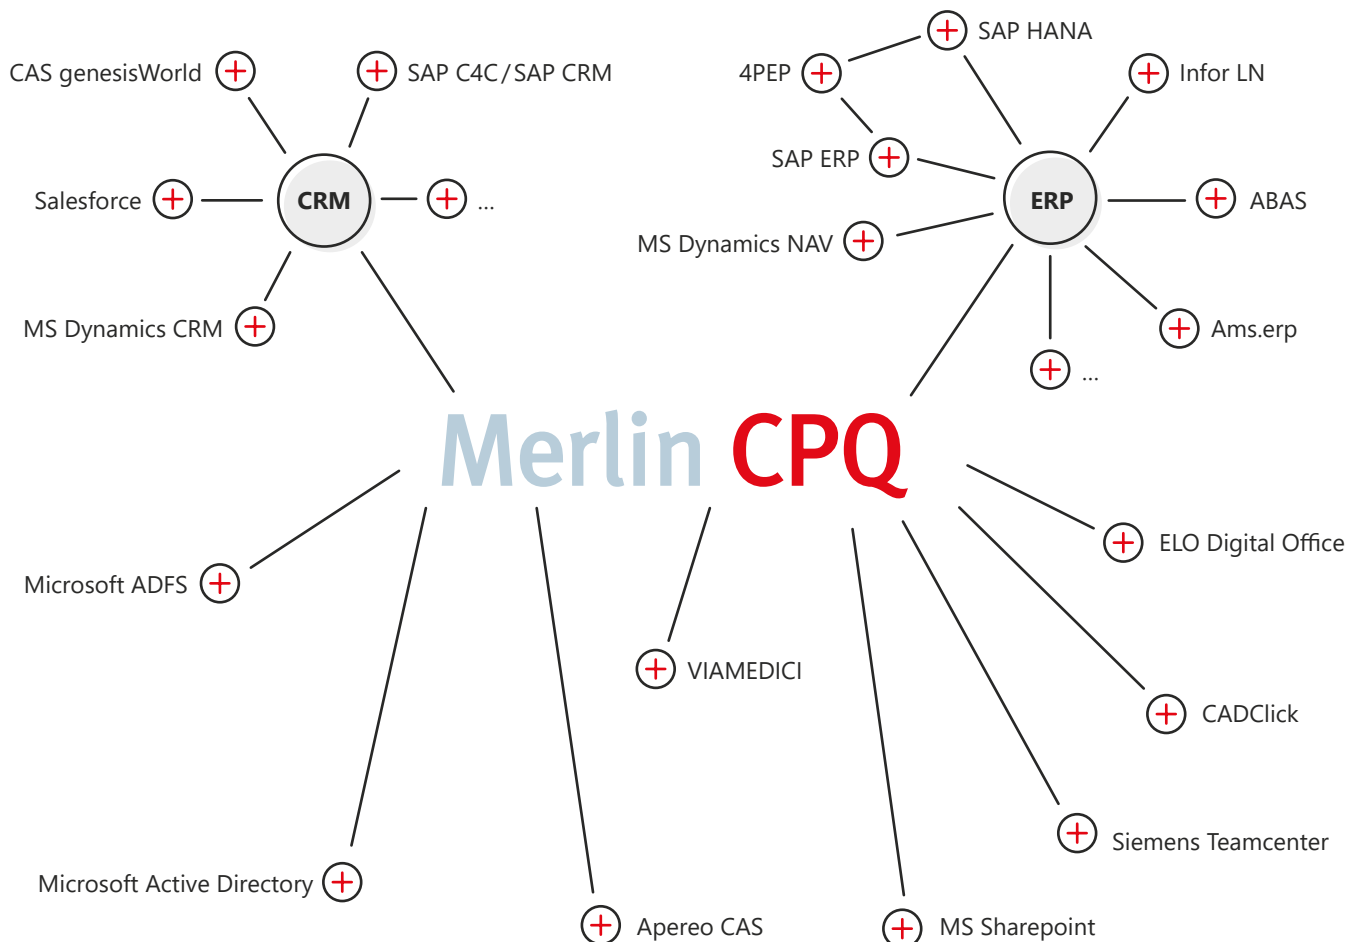 SAP HANA
CAS genesisWorld
SAP C4C/SAP CRM
4PEP
Infor LN
SAP ERP
Salesforce
CRM
...
ERP
ABAS
MS Dynamics NAV
MS Dynamics CRM
Ams.erp
...
Merlin CPQ
ELO Digital Office
Microsoft ADFS
VIAMEDICI
CADClick
Siemens Teamcenter
Microsoft Active Directory
Apereo CAS
MS Sharepoint